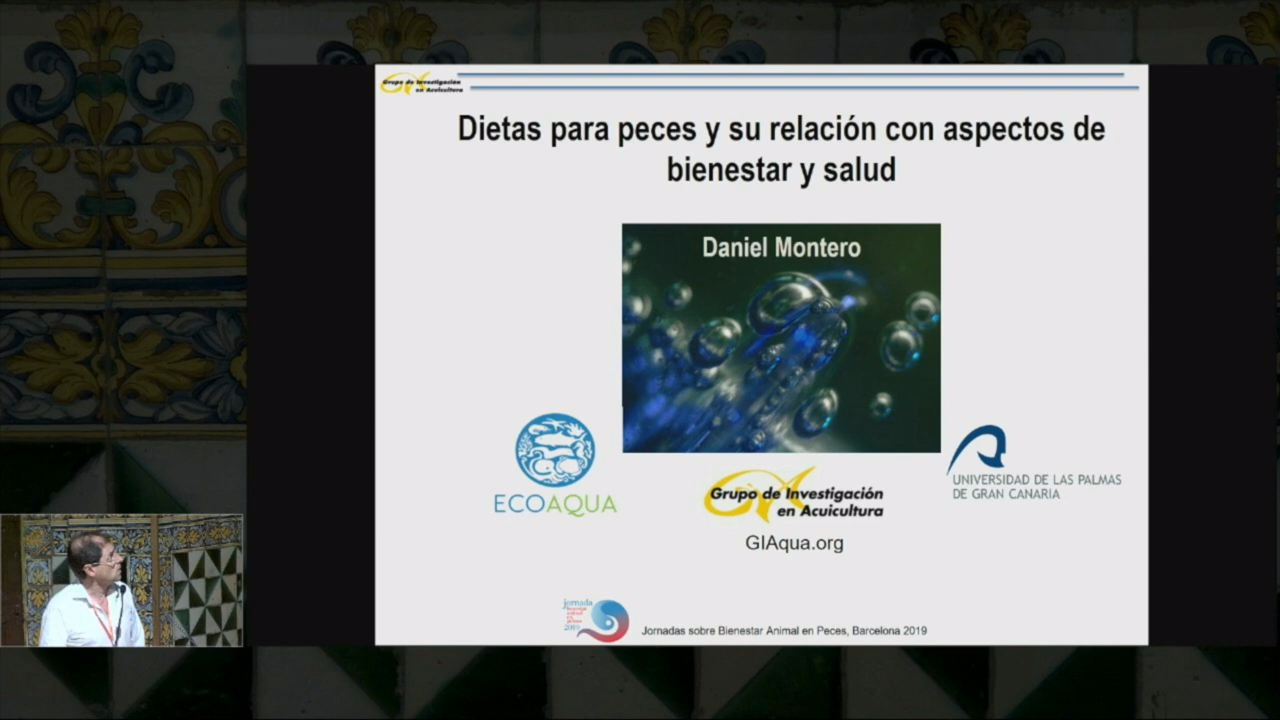 Grupo de Investigación
en Acuicultura
Dietas para peces y su relación con aspectos de
bienestar y salud
Daniel Montero
ECOAQUA
Grupo de Investigación
en Acuicultura
GIAqua.org
UNIVERSIDAD DE LAS PALMAS
DE GRAN CANARIA
jornada
2019
Jornadas sobre Bienestar Animal en Peces, Barcelona 2019